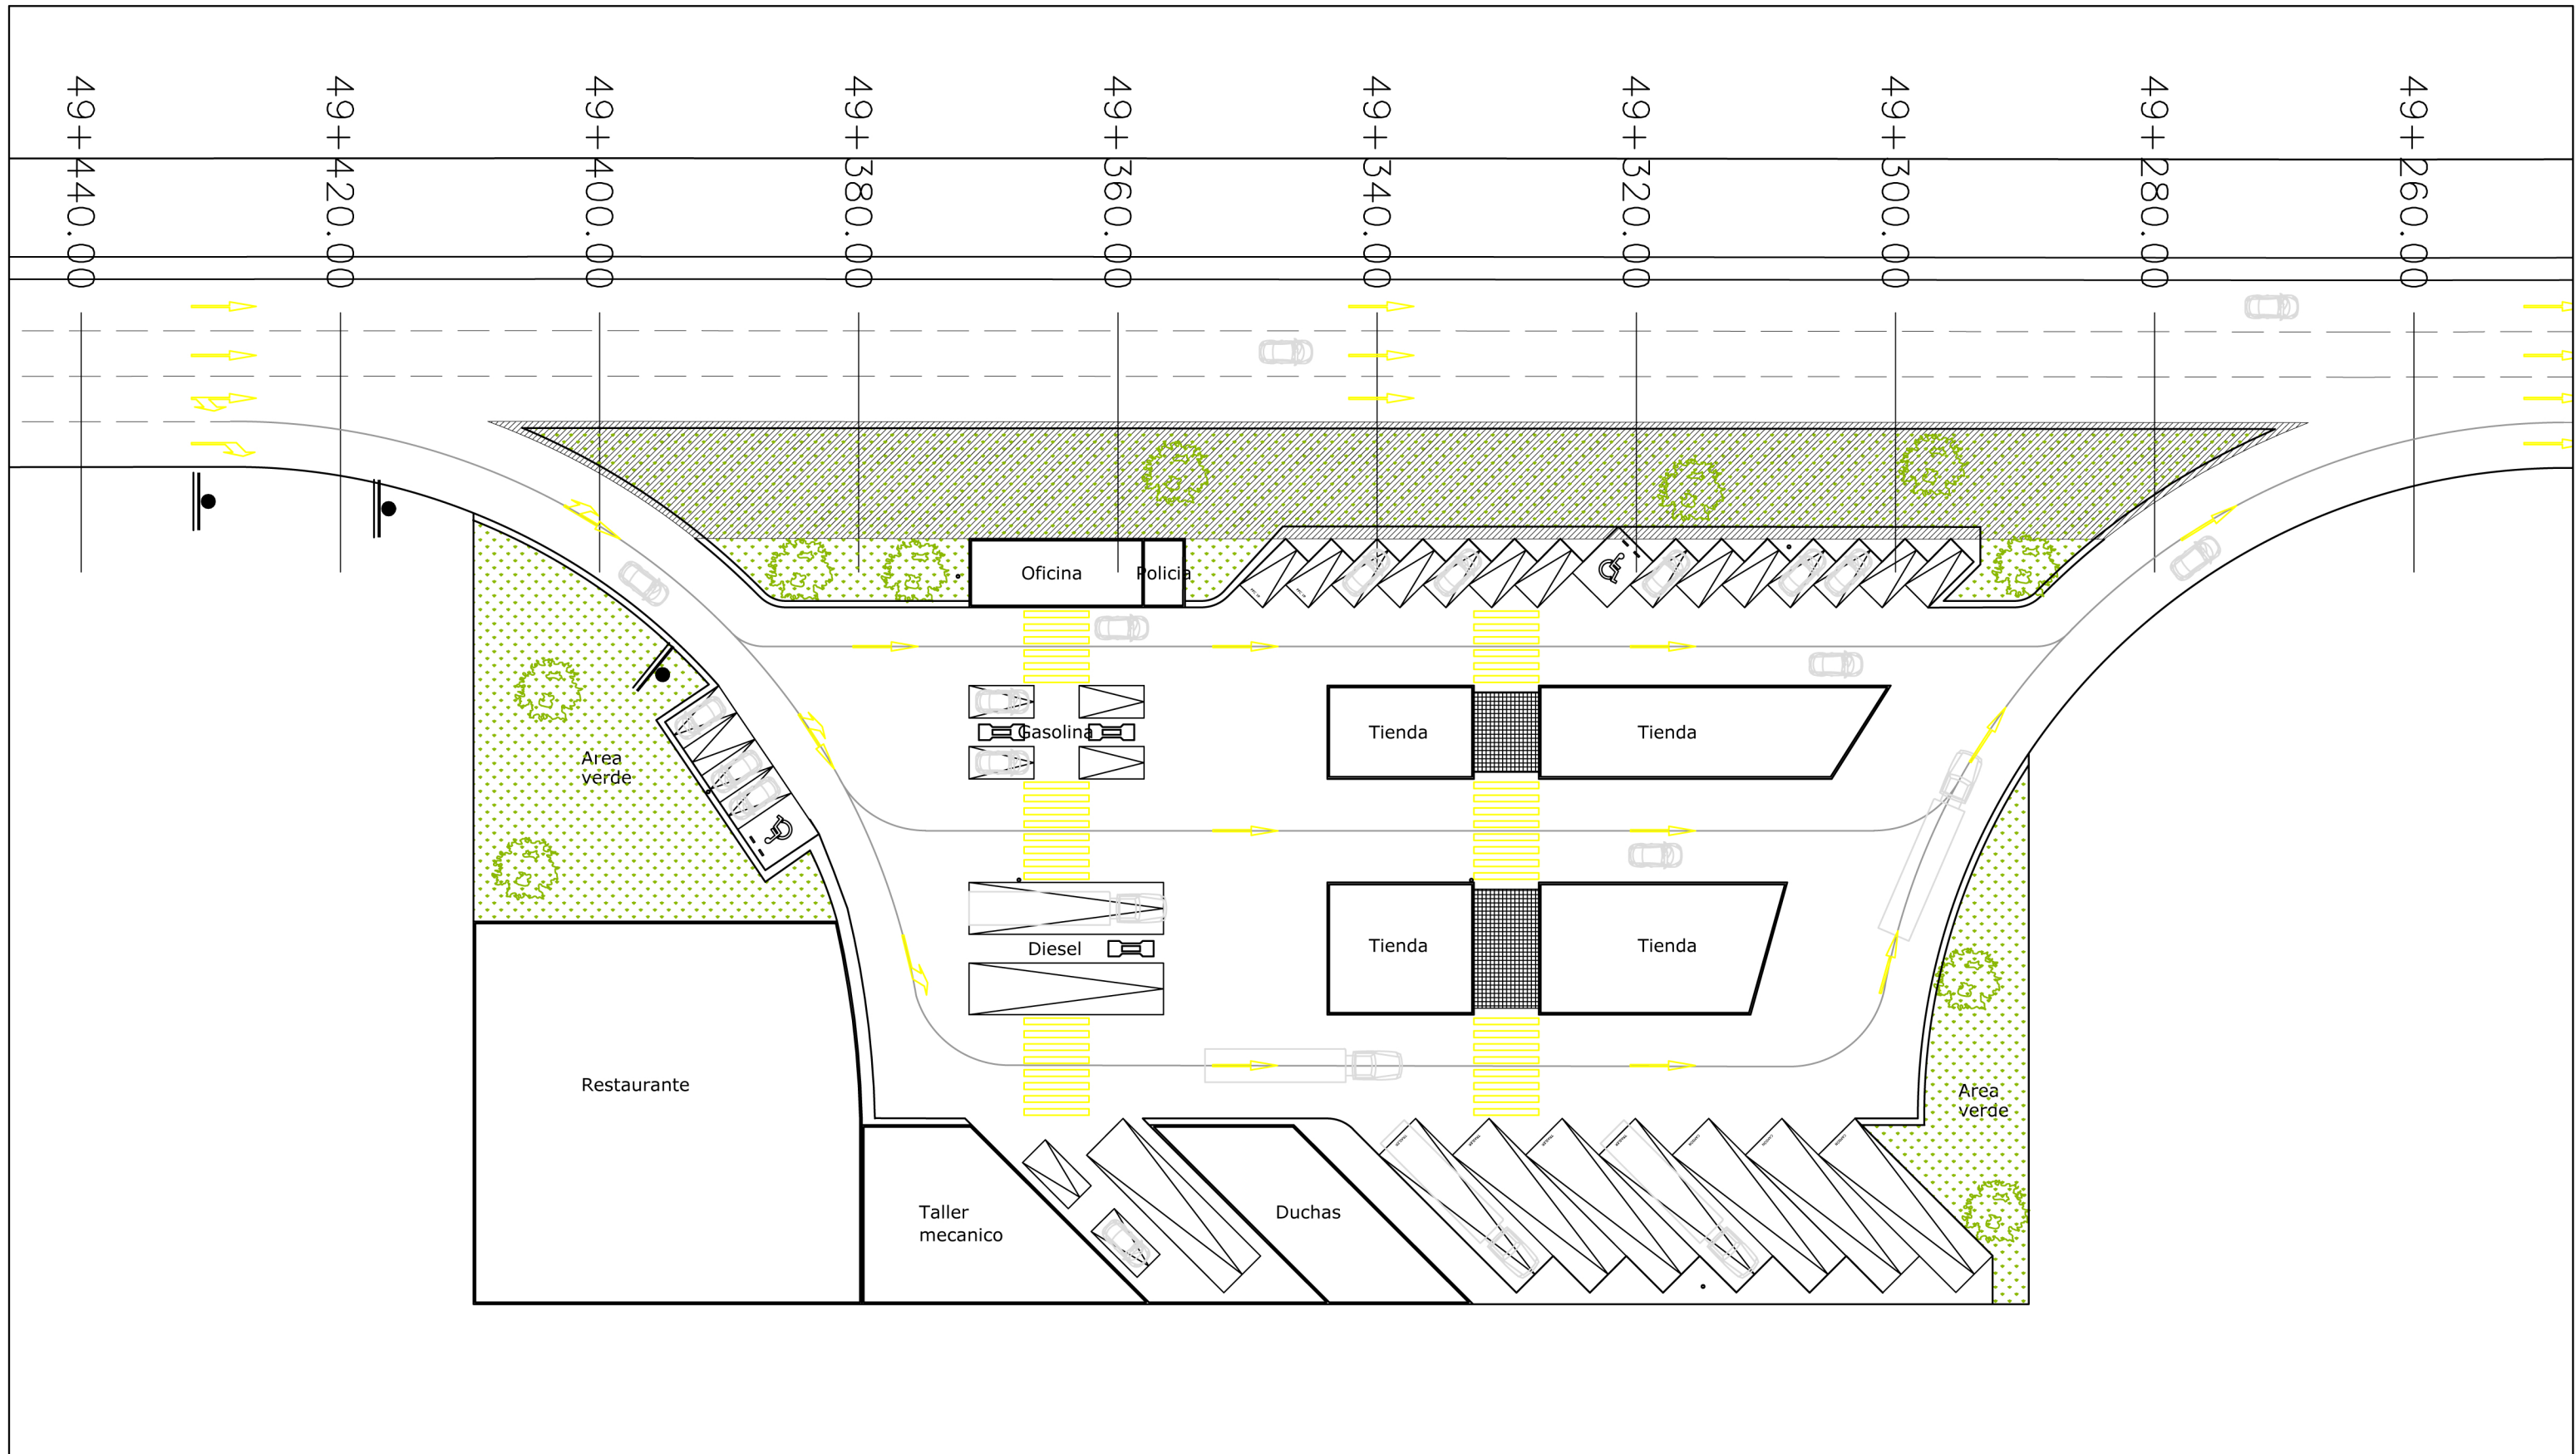 49+440.00
49+420.00
49+400.00
49+380.00
49+360.00
49+340.00
49+320.00
49+300.00
49+280.00
49+260.00
Oficina
Policia
Gasolina
Tienda
Tienda
Area
verde
Diesel
Tienda
Tienda
Restaurante
Area
verde
Taller
mecanico
Duchas